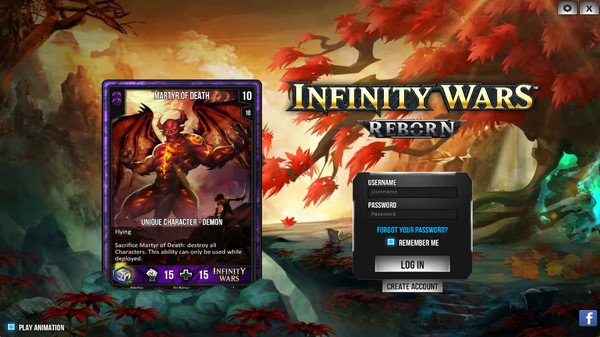 X
MARTYR OF DEATH
10
10
UNIQUE CHARACTER - DEMON
Flying
Sacrifice Martyr of Death: destroy all
Characters. This ability can only be used while
deployed.
15
15
INFINITY
WARS
INFINITY WARS™
REBORN
USERNAME
Username
PASSWORD
Password
FORGOT YOUR PASSWORD?
REMEMBER ME
LOG IN
CREATE ACCOUNT
PLAY ANIMATION
f